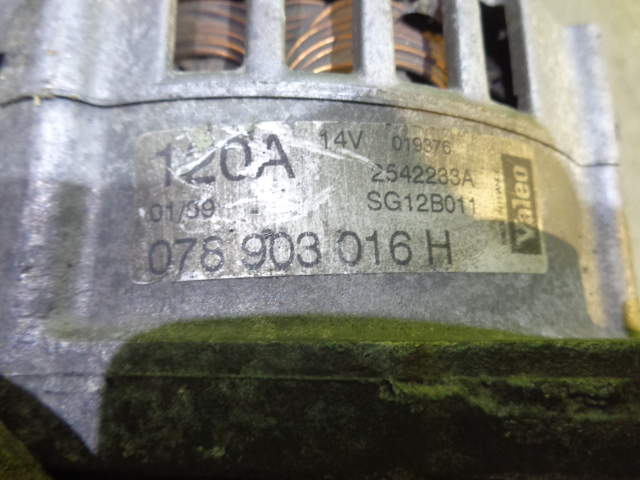 120A 14V 019376
2542233A
01/99 SG12B011
078 903 016 H
Valeo